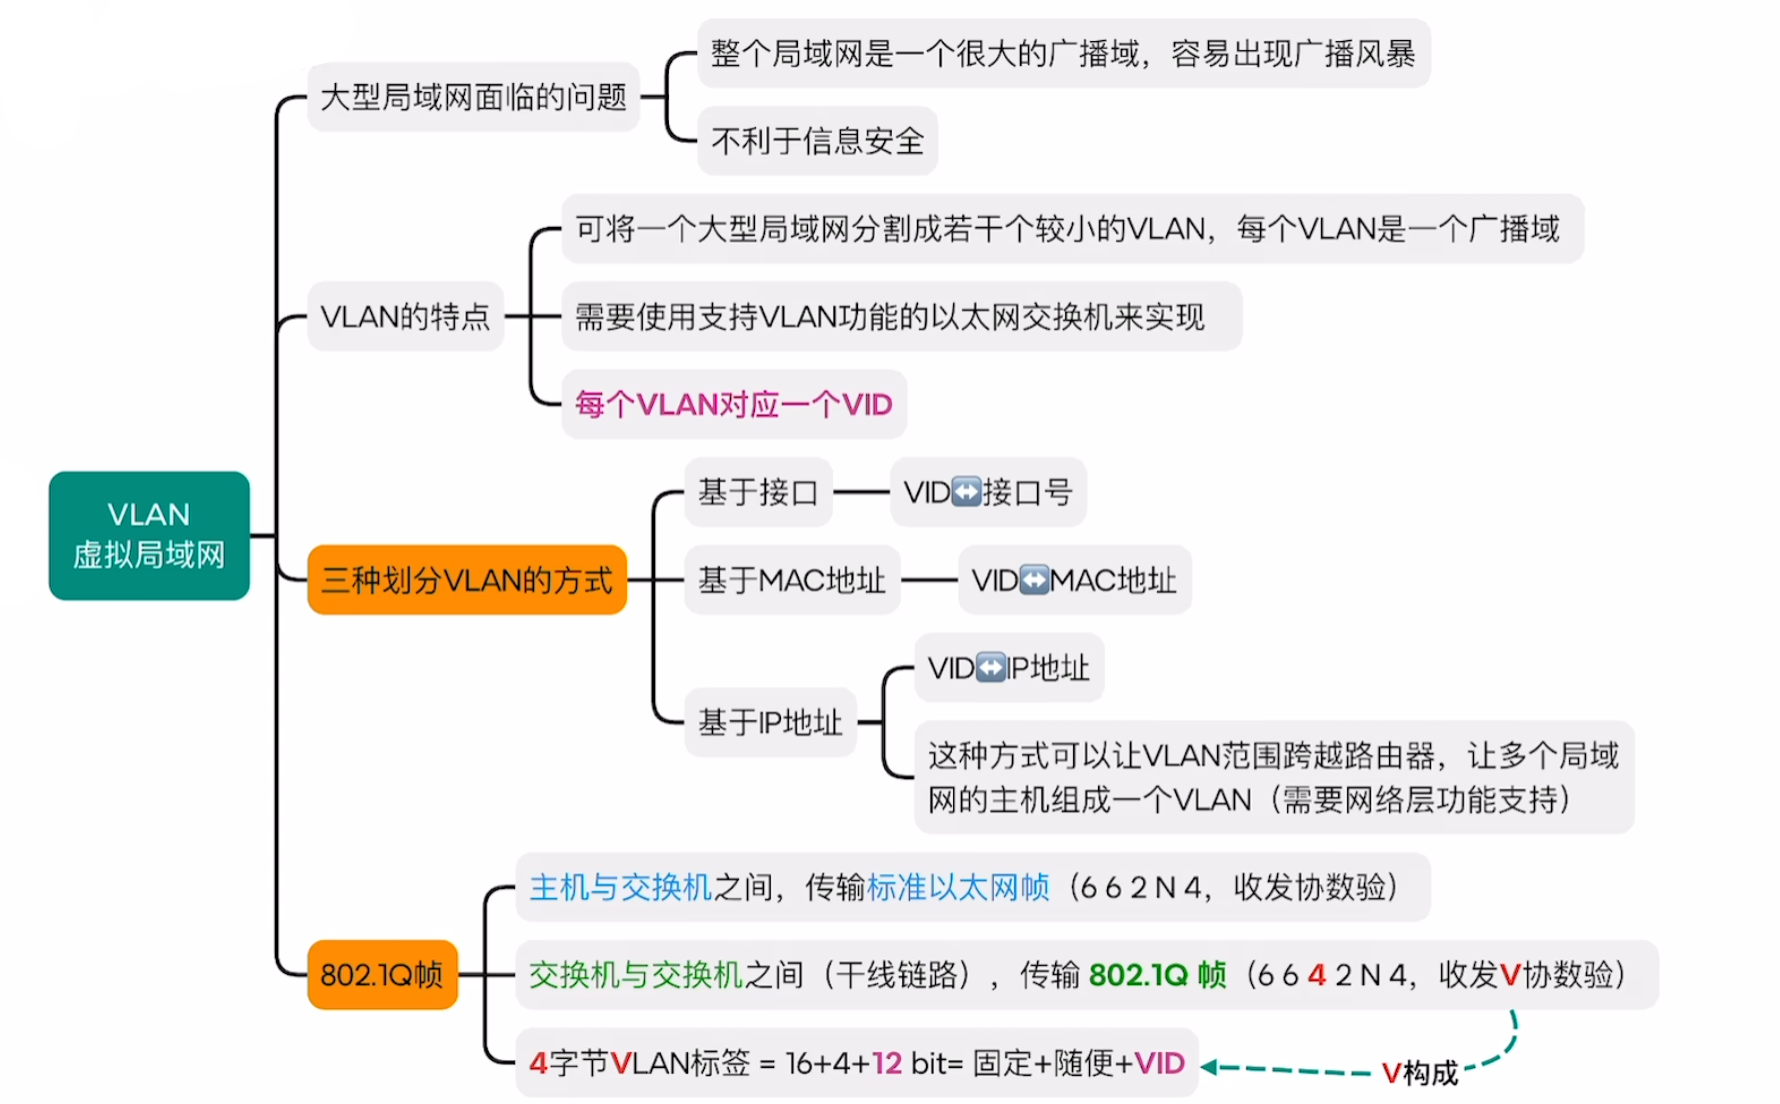 整个局域网是一个很大的广播域，容易出现广播风暴
大型局域网面临的问题
不利于信息安全
可将一个大型局域网分割成若干个较小的VLAN，每个VLAN是一个广播域
VLAN的特点
需要使用支持VLAN功能的以太网交换机来实现
每个VLAN对应一个VID
VLAN
虚拟局域网
三种划分VLAN的方式
基于接口
VID↔️接口号
基于MAC地址
VID↔️MAC地址
基于IP地址
VID↔️IP地址
这种方式可以让VLAN范围跨越路由器，让多个局域
网的主机组成一个VLAN（需要网络层功能支持）
802.1Q帧
主机与交换机之间，传输标准以太网帧（6 6 2 N 4，收发协数验）
交换机与交换机之间（干线链路），传输 802.1Q 帧（6 6 4 2 N 4，收发V协数验）
4字节VLAN标签 = 16+4+12 bit= 固定+随便+VID
V构成